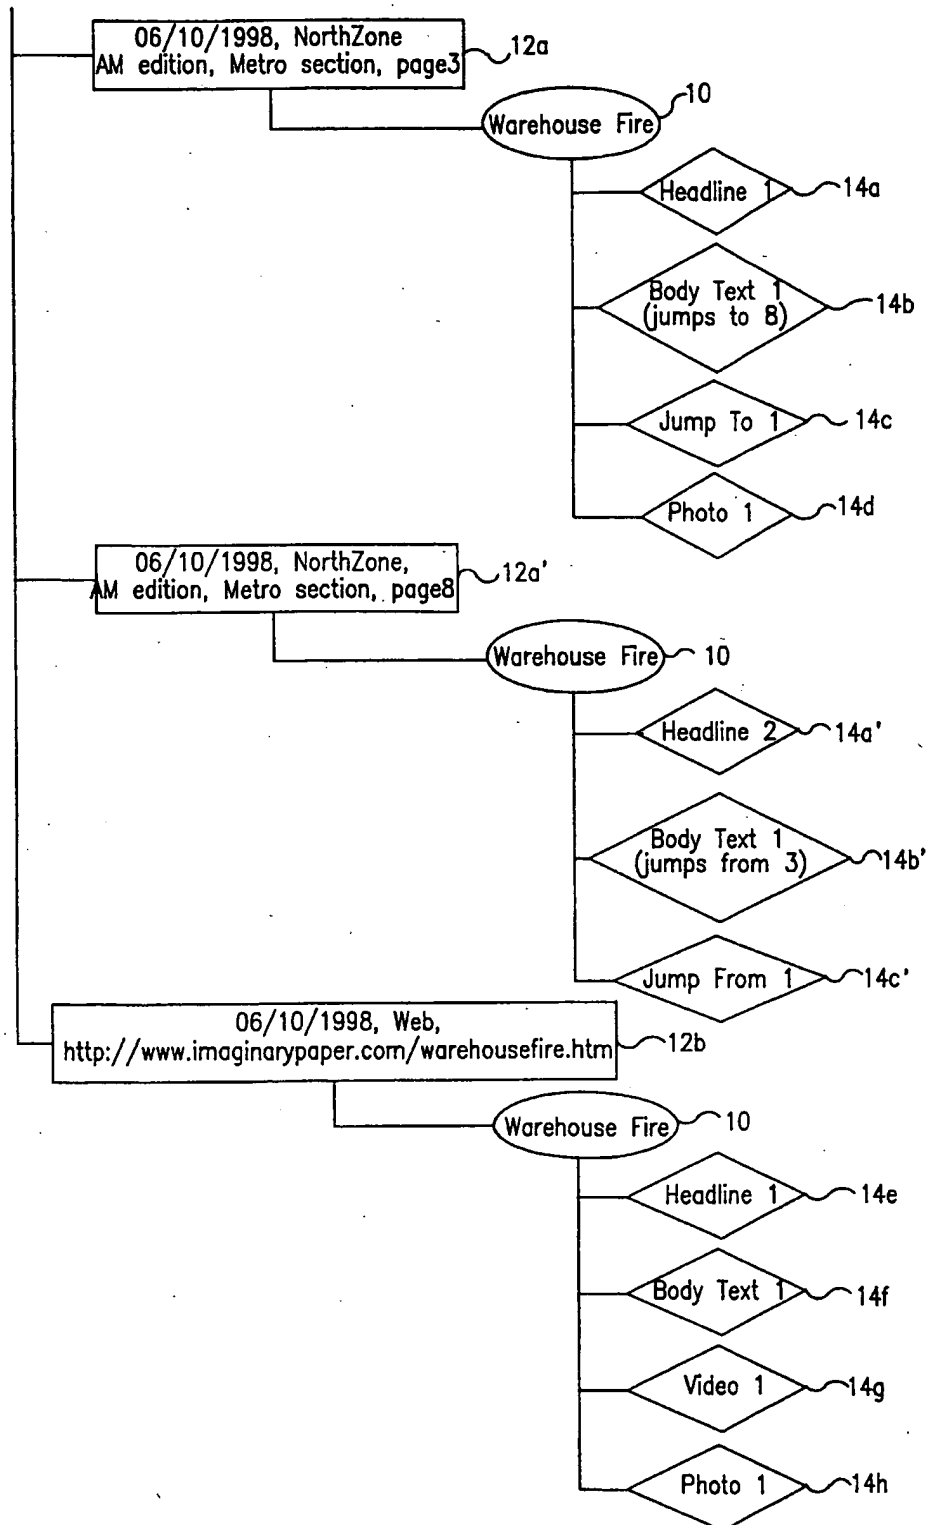 06/10/1998, NorthZone
AM edition, Metro section, page3
12a
Warehouse Fire
10
Headline 1
14a
Body Text 1
(jumps to 8)
14b
Jump To 1
14c
Photo 1
14d
06/10/1998, NorthZone,
AM edition, Metro section, page8
12a'
Warehouse Fire
10
Headline 2
14a'
Body Text 1
(jumps from 3)
14b'
Jump From 1
14c'
06/10/1998, Web,
http://www.imaginarypaper.com/warehousefire.htm
12b
Warehouse Fire
10
Headline 1
14e
Body Text 1
14f
Video 1
14g
Photo 1
14h